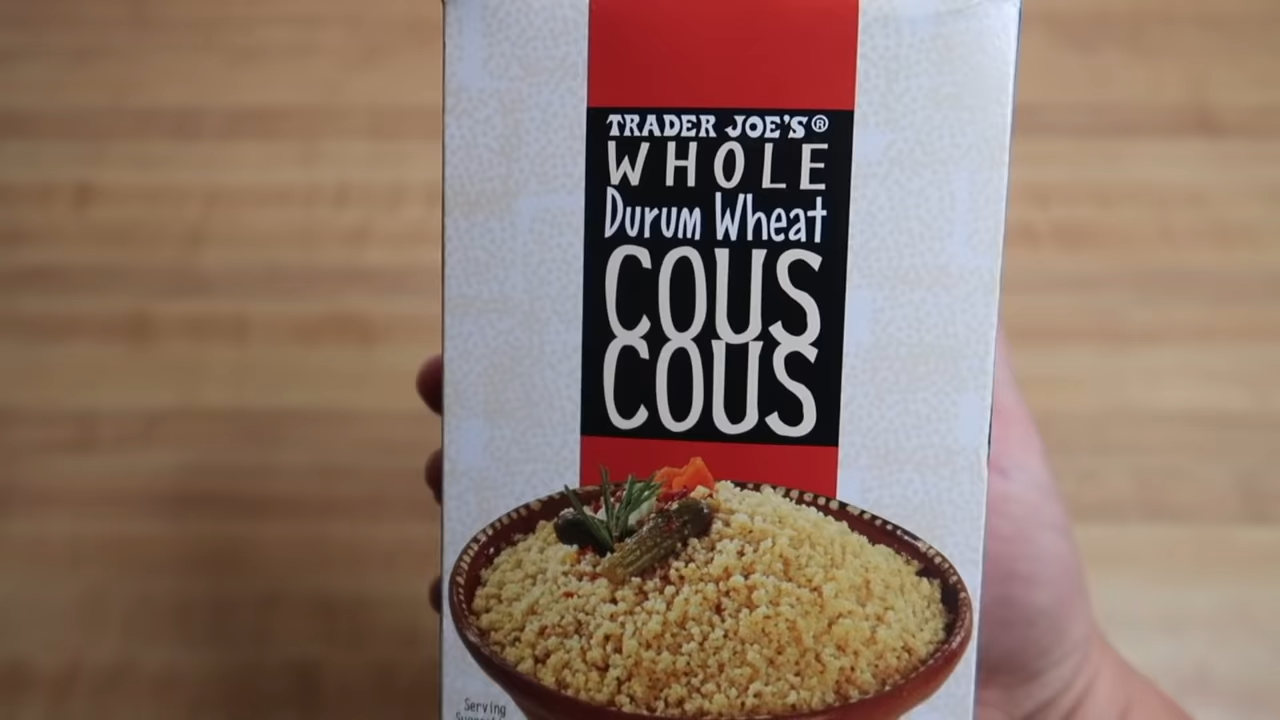 TRADER JOE'S®
WHOLE
Durum Wheat
COUS
COUS
Serving